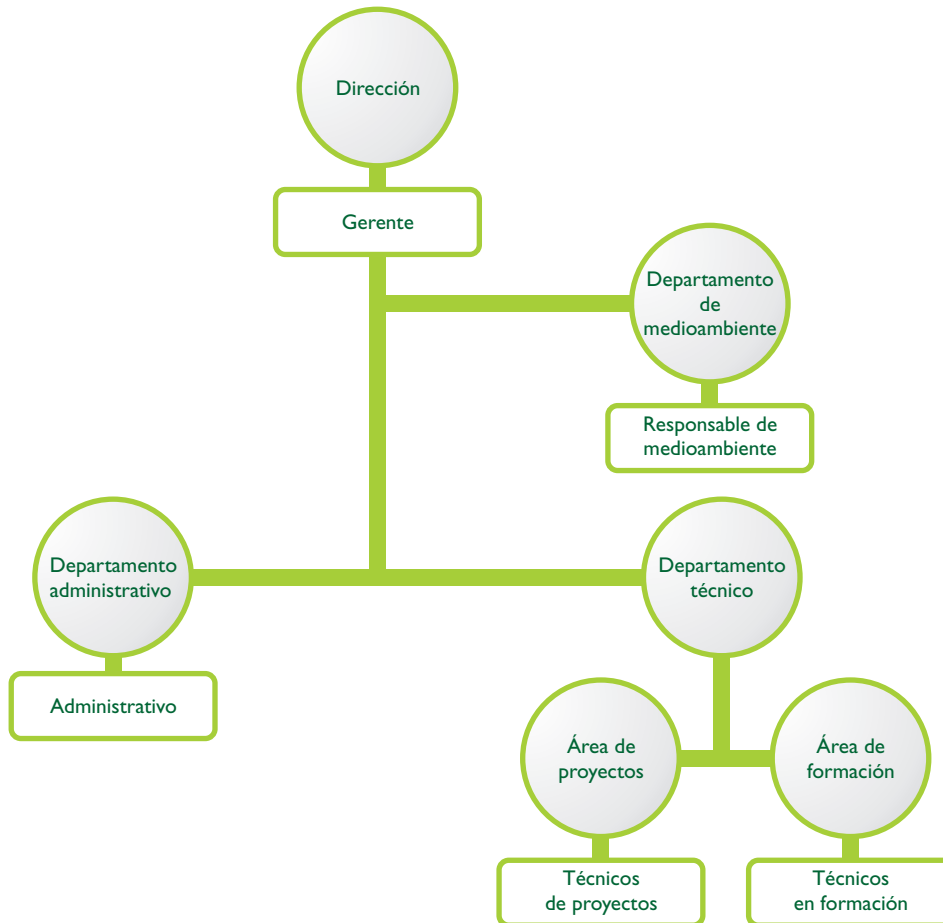 Dirección
Gerente
Departamento
de
medioambiente
Responsable de
medioambiente
Departamento
administrativo
Administrativo
Departamento
técnico
Área de
proyectos
Técnicos
de proyectos
Área de
formación
Técnicos
en formación